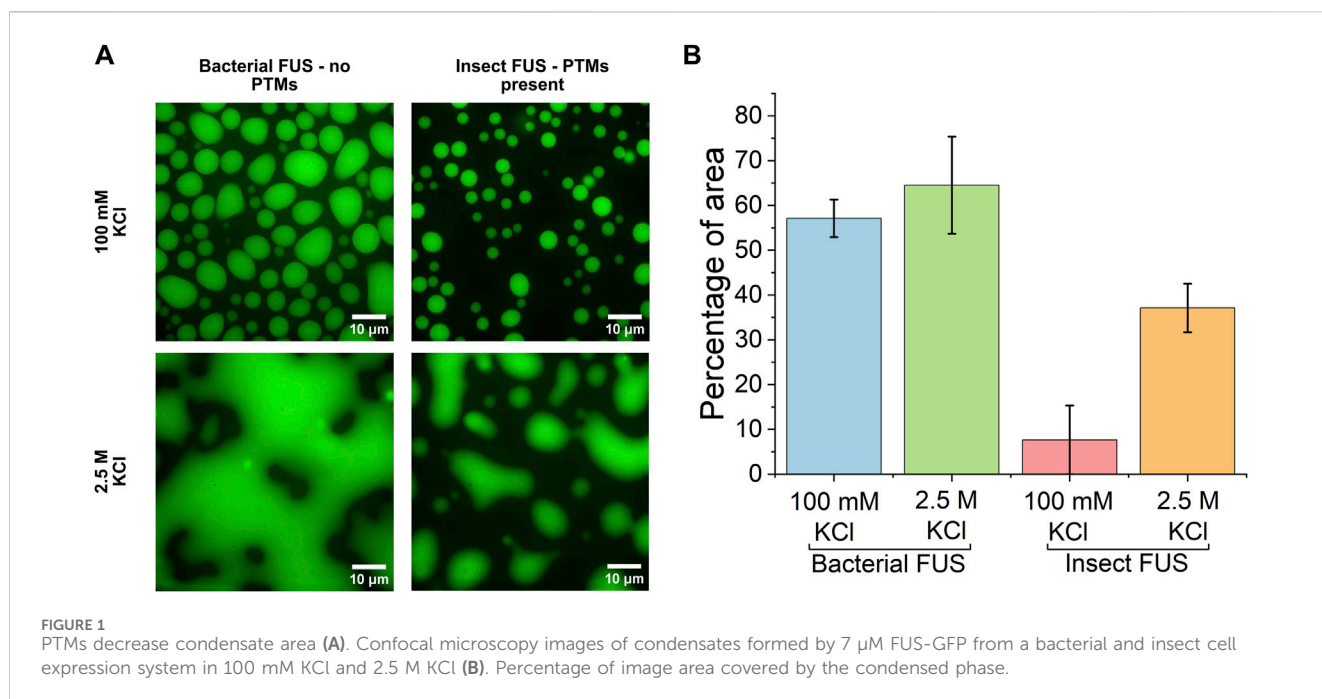 A
Bacterial FUS - no
PTMs
Insect FUS - PTMs
present
100 mM
KCl
10 µm
10 µm
2.5 M
KCl
10 µm
10 µm
B
Percentage of area
80
70
60
50
40
30
20
10
0
100 mM
KCl
2.5 M
KCl
100 mM
KCl
2.5 M
KCl
Bacterial FUS
Insect FUS
FIGURE 1
PTMs decrease condensate area (A). Confocal microscopy images of condensates formed by 7 µM FUS-GFP from a bacterial and insect cell
expression system in 100 mM KCl and 2.5 M KCl (B). Percentage of image area covered by the condensed phase.